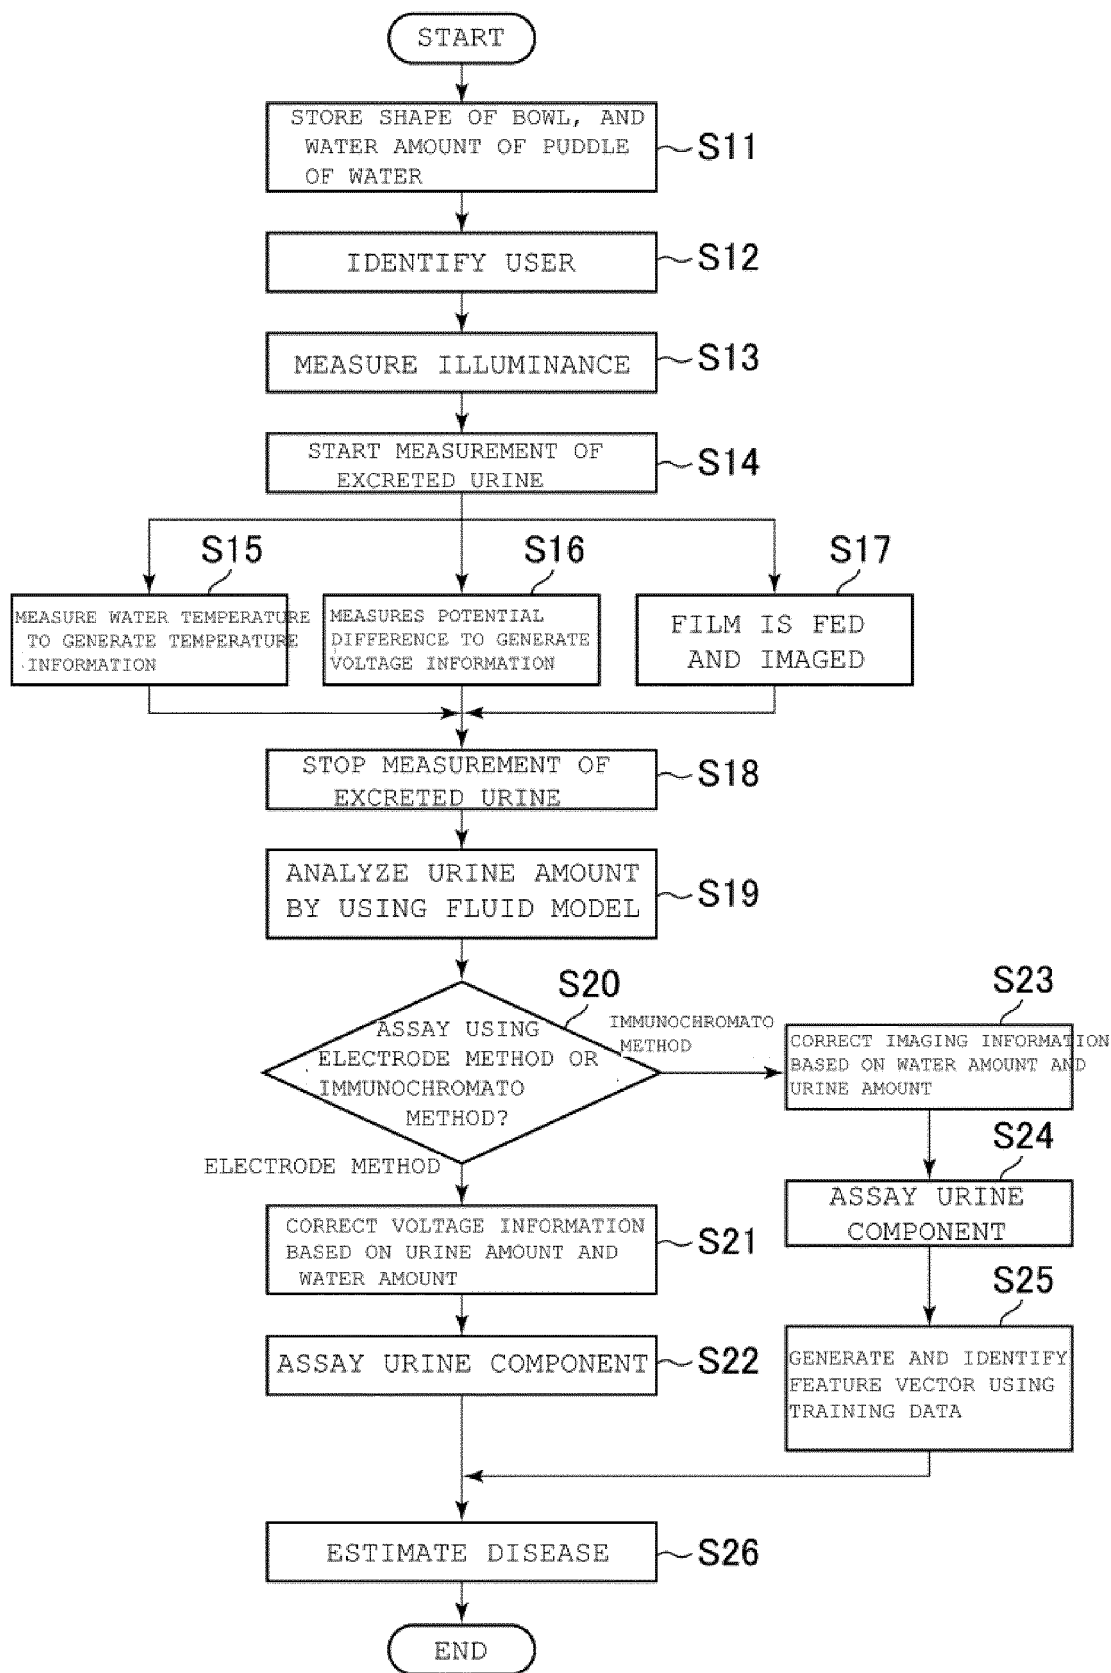 START
STORE SHAPE OF BOWL, AND
WATER AMOUNT OF PUDDLE
OF WATER
S11
IDENTIFY USER
S12
MEASURE ILLUMINANCE
S13
START MEASUREMENT OF
EXCRETED URINE
S14
S15
MEASURE WATER TEMPERATURE
TO GENERATE TEMPERATURE
INFORMATION
S16
MEASURES POTENTIAL
DIFFERENCE TO GENERATE
VOLTAGE INFORMATION
S17
FILM IS FED
AND IMAGED
STOP MEASUREMENT OF
EXCRETED URINE
S18
ANALYZE URINE AMOUNT
BY USING FLUID MODEL
S19
S20
ASSAY USING
ELECTRODE METHOD OR
IMMUNOCHROMATO
METHOD?
IMMUNOCHROMATO
METHOD
ELECTRODE METHOD
CORRECT VOLTAGE INFORMATION
BASED ON URINE AMOUNT AND
WATER AMOUNT
S21
ASSAY URINE COMPONENT
S22
S23
CORRECT IMAGING INFORMATION
BASED ON WATER AMOUNT AND
URINE AMOUNT
S24
ASSAY URINE
COMPONENT
S25
GENERATE AND IDENTIFY
FEATURE VECTOR USING
TRAINING DATA
ESTIMATE DISEASE
S26
END